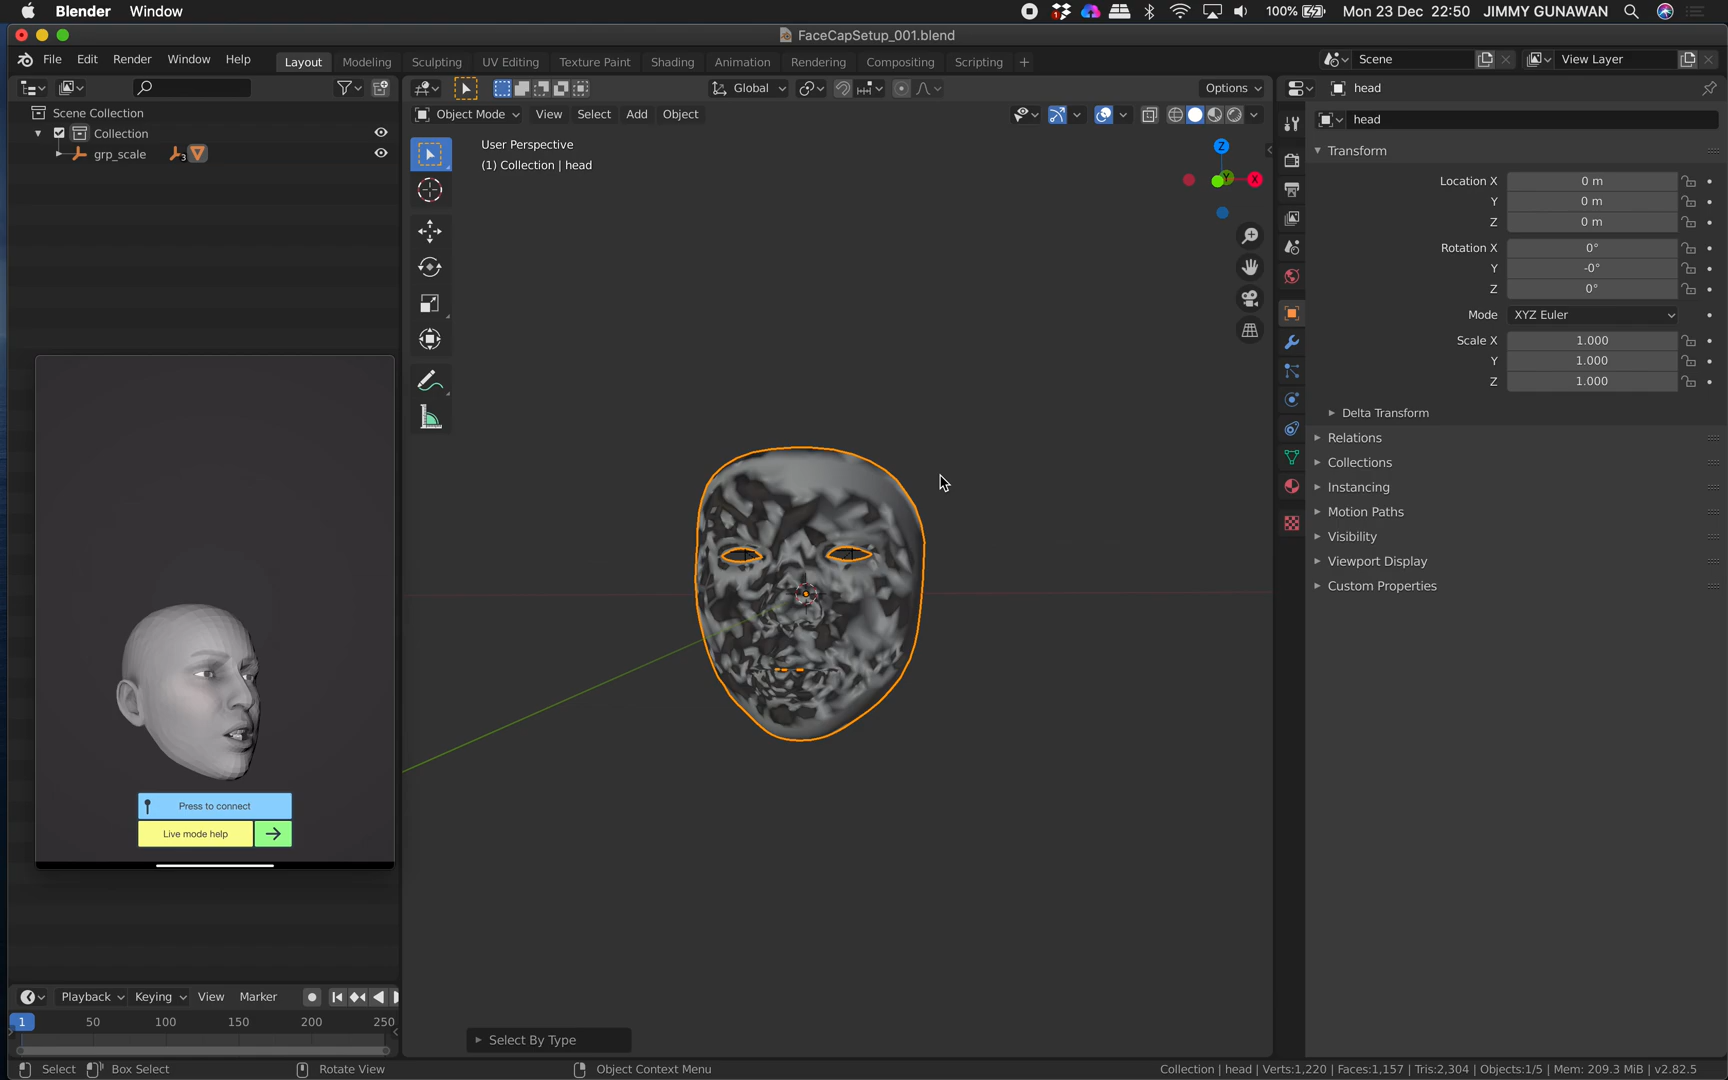 Blender Window
100% Mon 23 Dec 22:50 JIMMY GUNAWAN
FaceCapSetup_001.blend
File Edit Render Window Help
Layout Modeling Sculpting UV Editing Texture Paint Shading Animation Rendering Compositing Scripting +
Scene
View Layer
Global
Options
head
Object Mode View Select Add Object
Scene Collection
Collection
grp_scale 3
User Perspective
(1) Collection | head
Z
Y
X
head
Transform
Location X 0 m
Y 0 m
Z 0 m
Rotation X 0°
Y -0°
Z 0°
Mode XYZ Euler
Scale X 1.000
Y 1.000
Z 1.000
Delta Transform
Relations
Collections
Instancing
Motion Paths
Visibility
Viewport Display
Custom Properties
Press to connect
Live mode help
Playback Keying View Marker
1 50 100 150 200 250
Select By Type
Select Box Select Rotate View Object Context Menu
Collection | head | Verts:1,220 | Faces:1,157 | Tris:2,304 | Objects:1/5 | Mem: 209.3 MiB | v2.82.5